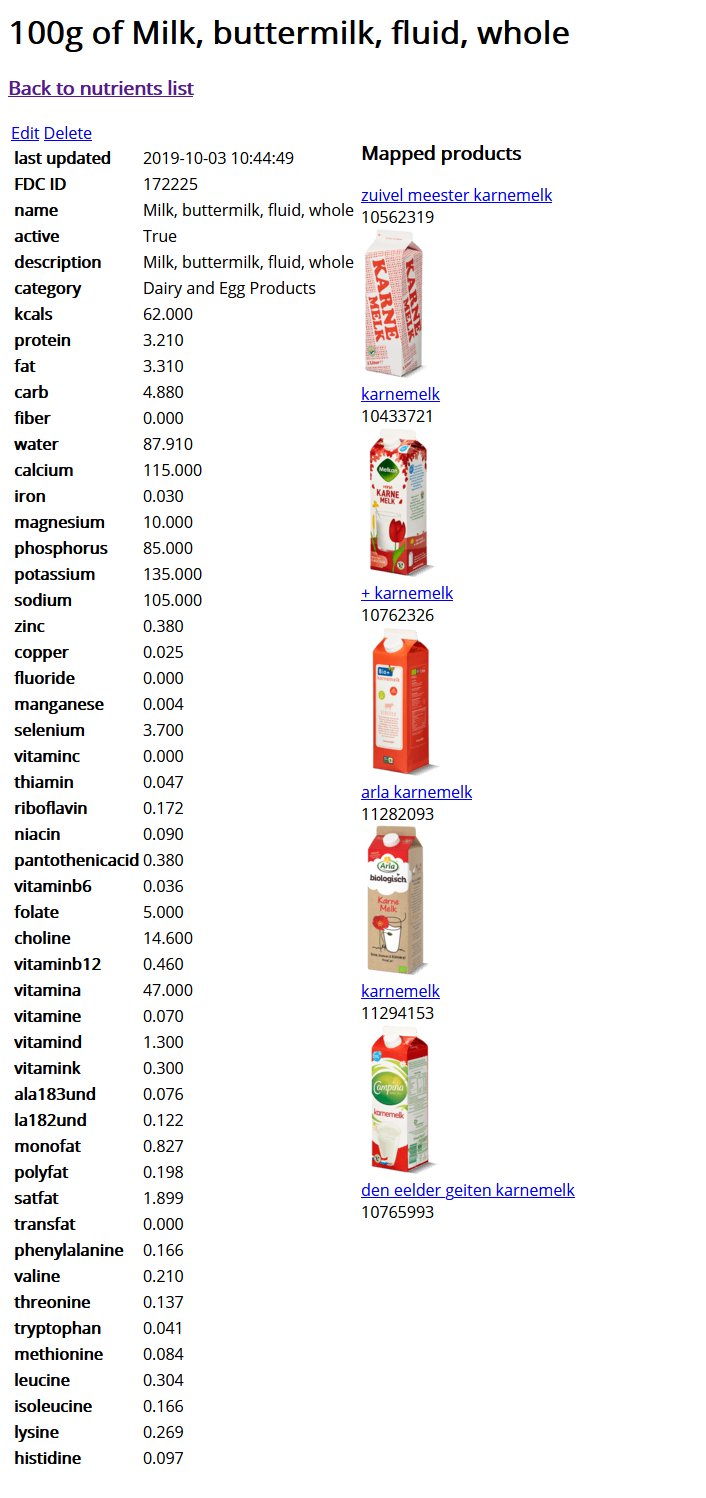 100g of Milk, buttermilk, fluid, whole
Back to nutrients list
Edit Delete
last updated 2019-10-03 10:44:49
FDC ID 172225
name Milk, buttermilk, fluid, whole
active True
description Milk, buttermilk, fluid, whole
category Dairy and Egg Products
kcals 62.000
protein 3.210
fat 3.310
carb 4.880
fiber 0.000
water 87.910
calcium 115.000
iron 0.030
magnesium 10.000
phosphorus 85.000
potassium 135.000
sodium 105.000
zinc 0.380
copper 0.025
fluoride 0.000
manganese 0.004
selenium 3.700
vitaminc 0.000
thiamin 0.047
riboflavin 0.172
niacin 0.090
pantothenicacid 0.380
vitaminb6 0.036
folate 5.000
choline 14.600
vitaminb12 0.460
vitamina 47.000
vitamine 0.070
vitamind 1.300
vitamink 0.300
ala183und 0.076
la182und 0.122
monofat 0.827
polyfat 0.198
satfat 1.899
transfat 0.000
phenylalanine 0.166
valine 0.210
threonine 0.137
tryptophan 0.041
methionine 0.084
leucine 0.304
isoleucine 0.166
lysine 0.269
histidine 0.097
Mapped products
zuivel meester karnemelk
10562319
KARNE
MELK
KARNE
MELK
karnemelk
10433721
Melkan
KARNE
MELK
+ karnemelk
10762326
Bio+
karnemelk
arla karnemelk
11282093
Arla
biologisch
Karne
Melk
karnemelk
11294153
Campina
karnemelk
den eelder geiten karnemelk
10765993